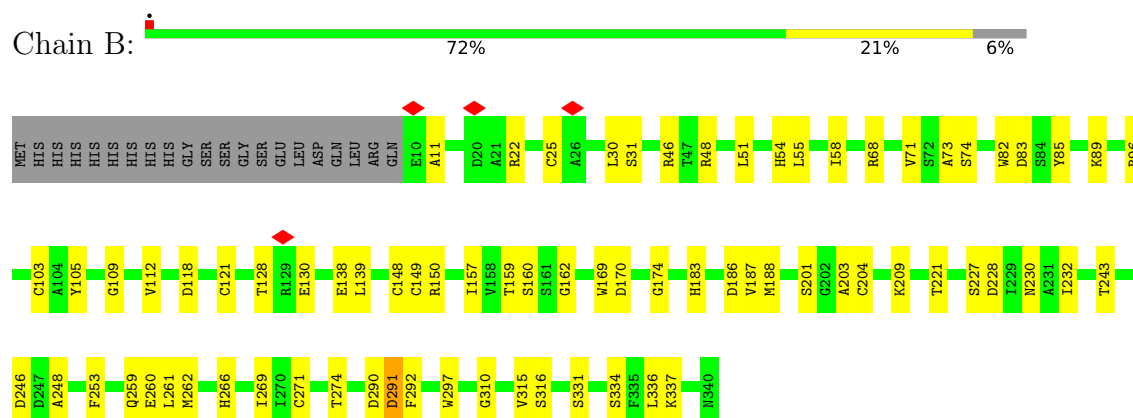 Chain B:
72% 21% 6%
MET HIS HIS HIS HIS HIS HIS HIS HIS GLY SER SER GLY SER GLU LEU ASP GLN LEU ARG GLN E10 A11 D20 A21 R22 C25 A26 L30 S31 R46 T47 R48 L51 H54 L55 I58 R68 V71 S72 A73 S74 W82 D83 S84 Y85 K89
C103 A104 Y105 G109 V112 D118 C121 T128 R129 E130 E138 L139 C148 C149 R150 I157 V158 T159 S160 S161 G162 W169 D170 G174 H183 D186 V187 M188 S201 G202 A203 C204 K209 T221 S227 D228 I229 N230 A231 I232 T243
D246 D247 A248 F253 Q259 E260 L261 M262 H266 I269 I270 C271 T274 D290 D291 F292 W297 G310 V315 S316 S331 S334 F335 L336 K337 N340